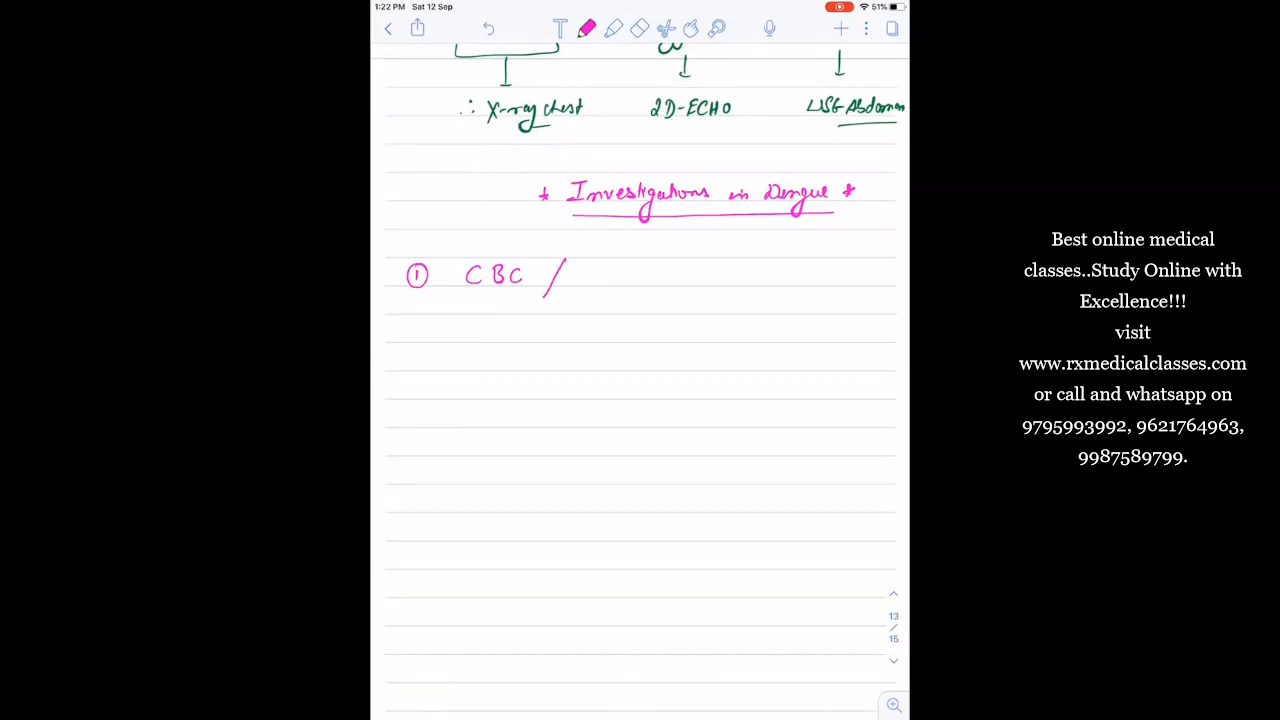 1:22 PM Sat 12 Sep
51%
T
∴ X-ray chest 2D-ECHO USG Abdomen
* Investigations in Dengue *
① CBC /
13
/
15
Best online medical
classes..Study Online with
Excellence!!!
visit
www.rxmedicalclasses.com
or call and whatsapp on
9795993992, 9621764963,
9987589799.